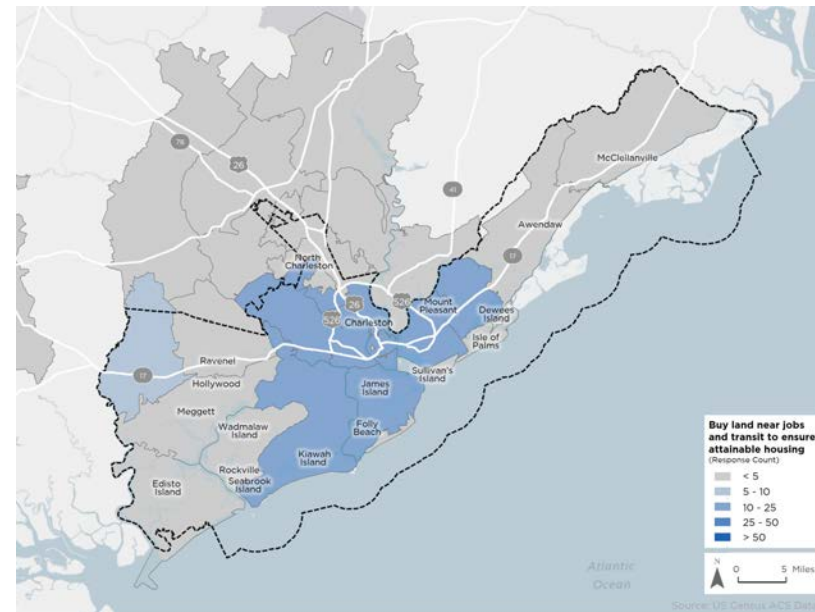 78
26
41
McClellanville
Awendaw
17
North
Charleston
526
Mount
Pleasant
26
526
Charleston
Dewees
Island
Isle of
Palms
Ravenel
17
Hollywood
Sullivan's
Island
James
Island
Meggett
Wadmalaw
Island
Folly
Beach
Kiawah
Island
Rockville
Seabrook
Island
Edisto
Island
Buy land near jobs
and transit to ensure
attainable housing
(Response Count)
< 5
5 - 10
10 - 25
25 - 50
> 50
N
0 5 Miles
Atlantic
Ocean
Source: US Census ACS Data